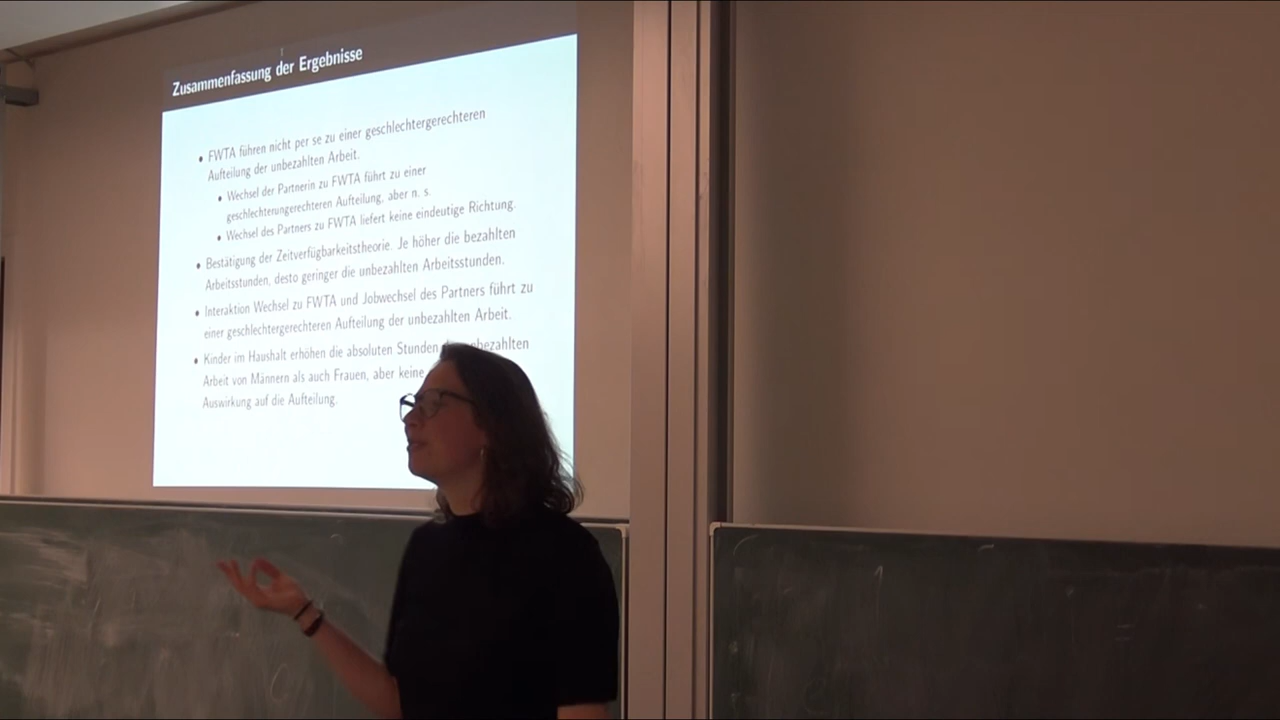 Zusammenfassung der Ergebnisse
• FWTA führen nicht per se zu einer geschlechtergerechteren
Aufteilung der unbezahlten Arbeit.
• Wechsel der Partnerin zu FWTA führt zu einer
geschlechterungerechteren Aufteilung, aber n. s.
• Wechsel des Partners zu FWTA liefert keine eindeutige Richtung.
• Bestätigung der Zeitverfügbarkeitstheorie. Je höher die bezahlten
Arbeitsstunden, desto geringer die unbezahlten Arbeitsstunden.
• Interaktion Wechsel zu FWTA und Jobwechsel des Partners führt zu
einer geschlechtergerechteren Aufteilung der unbezahlten Arbeit.
• Kinder im Haushalt erhöhen die absoluten Stunden
Arbeit von Männern als auch Frauen, aber keine
Auswirkung auf die Aufteilung.